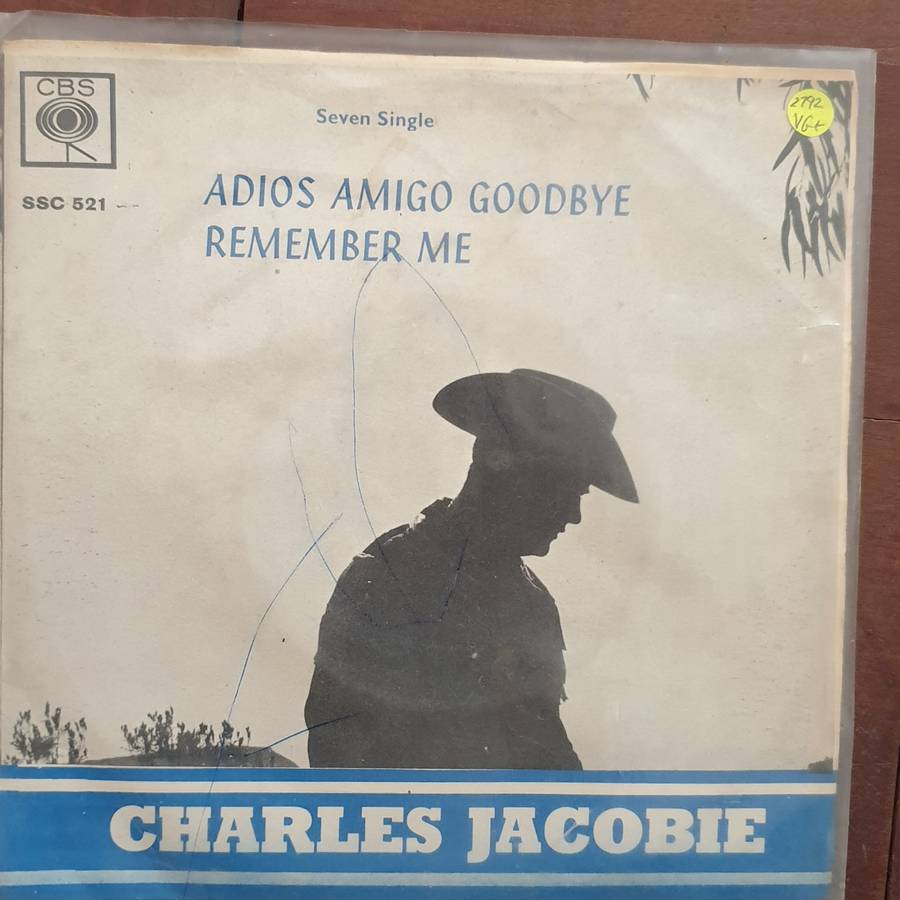 CBS
Seven Single
2792
VG+
SSC 521
ADIOS AMIGO GOODBYE
REMEMBER ME
CHARLES JACOBIE